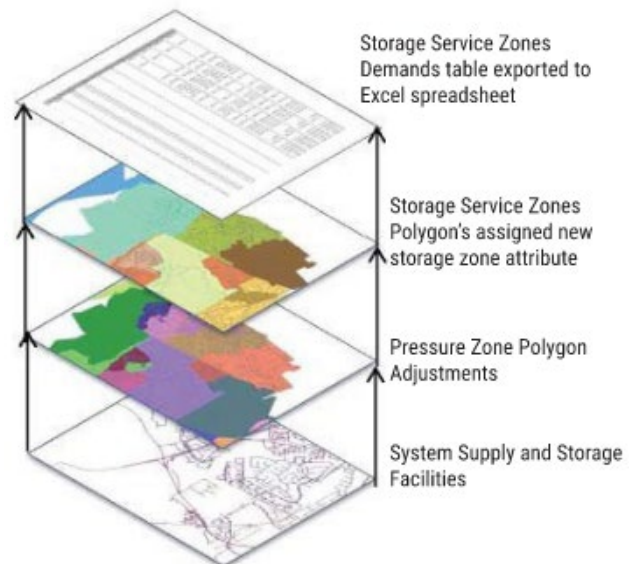 Storage Service Zones
Demands table exported to
Excel spreadsheet
Storage Service Zones
Polygon's assigned new
storage zone attribute
Pressure Zone Polygon
Adjustments
System Supply and Storage
Facilities